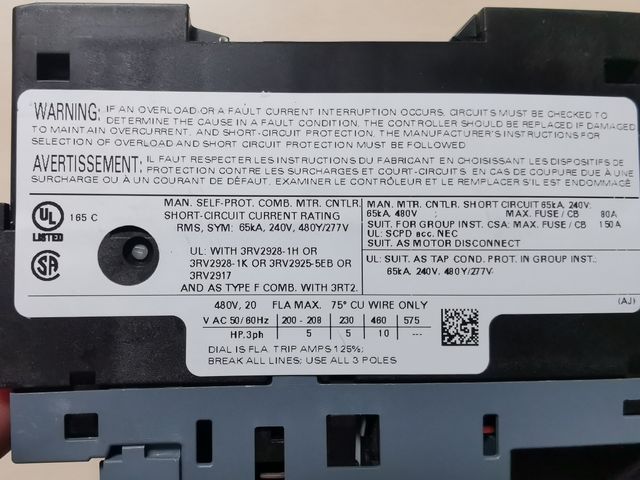 WARNING: IF AN OVERLOAD OR A FAULT CURRENT INTERRUPTION OCCURS, CIRCUITS MUST BE CHECKED TO
DETERMINE THE CAUSE IN A FAULT CONDITION. THE CONTROLLER SHOULD BE REPLACED IF DAMAGED
TO MAINTAIN OVERCURRENT, AND SHORT-CIRCUIT PROTECTION, THE MANUFACTURER'S INSTRUCTIONS FOR
SELECTION OF OVERLOAD AND SHORT CIRCUIT PROTECTION MUST BE FOLLOWED
AVERTISSEMENT: IL FAUT RESPECTER LES INSTRUCTIONS DU FABRICANT EN CHOISISSANT LES DISPOSITIFS DE
PROTECTION CONTRE LES SURCHARGES ET COURT-CIRCUITS. EN CAS DE COUPURE DUE À UNE
SURCHARGE OU À UN COURANT DE DÉFAUT, EXAMINER LE CONTRÔLEUR ET LE REMPLACER S'IL EST ENDOMMAGÉ
UL
LISTED
165 C
SA
MAN. SELF-PROT. COMB. MTR. CNTLR.
SHORT-CIRCUIT CURRENT RATING
RMS, SYM: 65kA, 240V, 480Y/277V
UL: WITH 3RV2928-1H OR
3RV2928-1K OR 3RV2925-5EB OR
3RV2917
AND AS TYPE F COMB. WITH 3RT2.
MAN. MTR. CNTLR. SHORT CIRCUIT 65kA, 240V;
65kA, 480V MAX. FUSE / CB 80A
SUIT. FOR GROUP INST. CSA: MAX. FUSE / CB 150A
UL: SCPD acc. NEC
SUIT. AS MOTOR DISCONNECT
UL: SUIT. AS TAP COND. PROT. IN GROUP INST.:
65kA, 240V, 480Y/277V
(AJ)
480V, 20 FLA MAX. 75° CU WIRE ONLY
V AC 50/60Hz 200 - 208 230 460 575
HP.3ph 5 5 10 ---
DIAL IS FLA. TRIP AMPS 125%;
BREAK ALL LINES; USE ALL 3 POLES